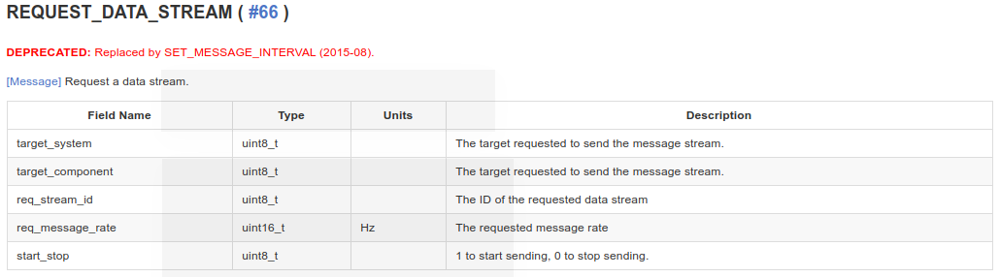 REQUEST_DATA_STREAM ( #66 )
DEPRECATED: Replaced by SET_MESSAGE_INTERVAL (2015-08).
[Message] Request a data stream.
Field Name Type Units Description
target_system uint8_t The target requested to send the message stream.
target_component uint8_t The target requested to send the message stream.
req_stream_id uint8_t The ID of the requested data stream
req_message_rate uint16_t Hz The requested message rate
start_stop uint8_t 1 to start sending, 0 to stop sending.